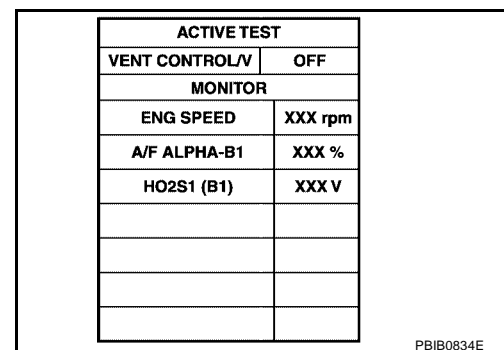 ACTIVE TEST
VENT CONTROL/V OFF
MONITOR
ENG SPEED XXX rpm
A/F ALPHA-B1 XXX %
HO2S1 (B1) XXX V
PBIB0834E